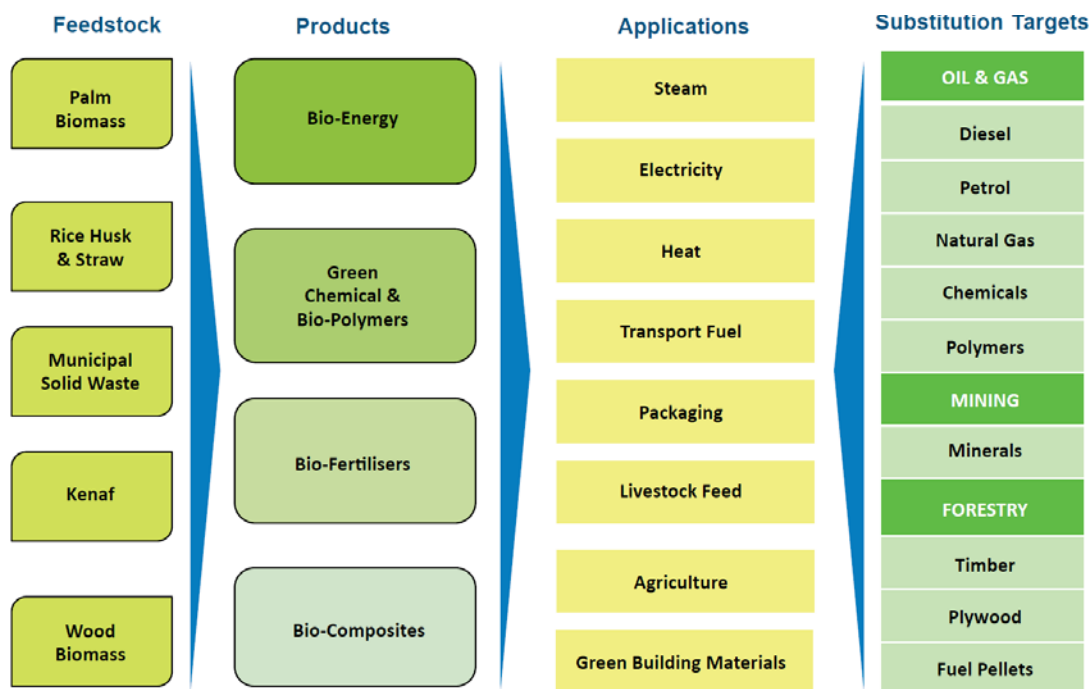 Feedstock
Products
Applications
Substitution Targets
Palm
Biomass
Rice Husk
& Straw
Municipal
Solid Waste
Kenaf
Wood
Biomass
Bio-Energy
Green
Chemical &
Bio-Polymers
Bio-Fertilisers
Bio-Composites
Steam
Electricity
Heat
Transport Fuel
Packaging
Livestock Feed
Agriculture
Green Building Materials
OIL & GAS
Diesel
Petrol
Natural Gas
Chemicals
Polymers
MINING
Minerals
FORESTRY
Timber
Plywood
Fuel Pellets